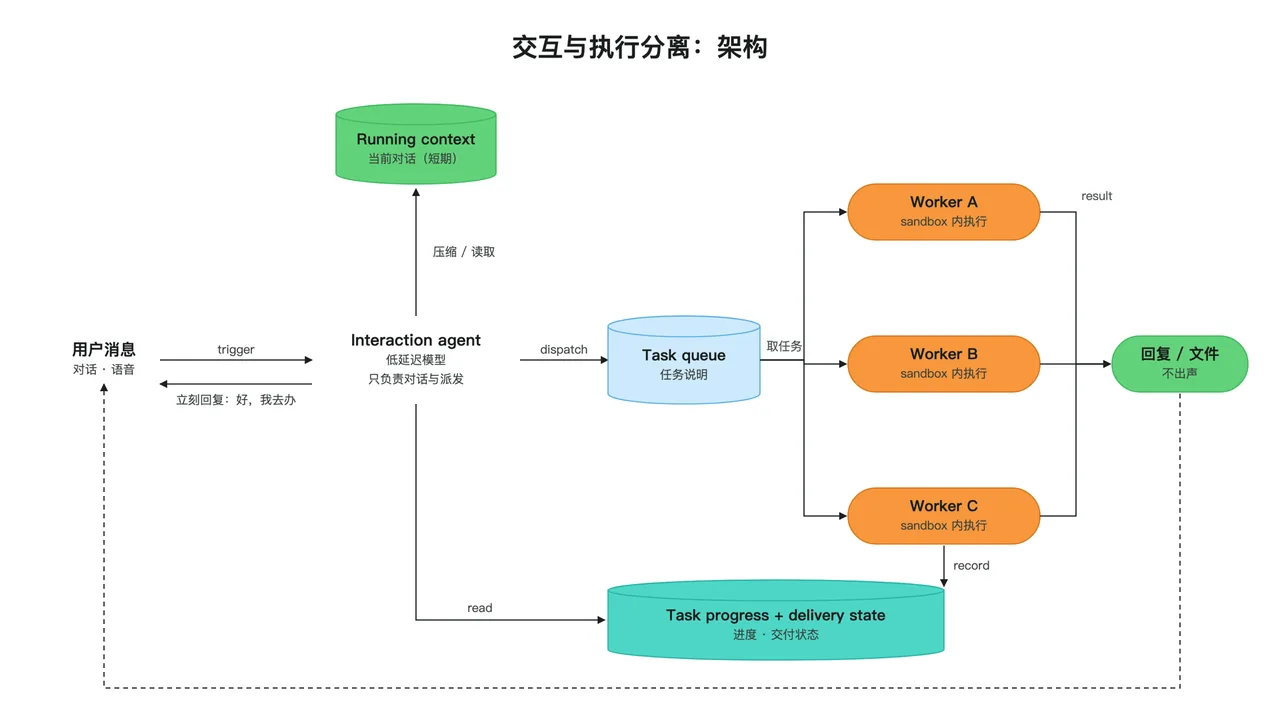 交互与执行分离：架构
Running context
当前对话（短期）
压缩 / 读取
用户消息
对话 · 语音
trigger
立刻回复：好，我去办
Interaction agent
低延迟模型
只负责对话与派发
dispatch
Task queue
任务说明
取任务
Worker A
sandbox 内执行
Worker B
sandbox 内执行
Worker C
sandbox 内执行
result
回复 / 文件
不出声
record
read
Task progress + delivery state
进度 · 交付状态